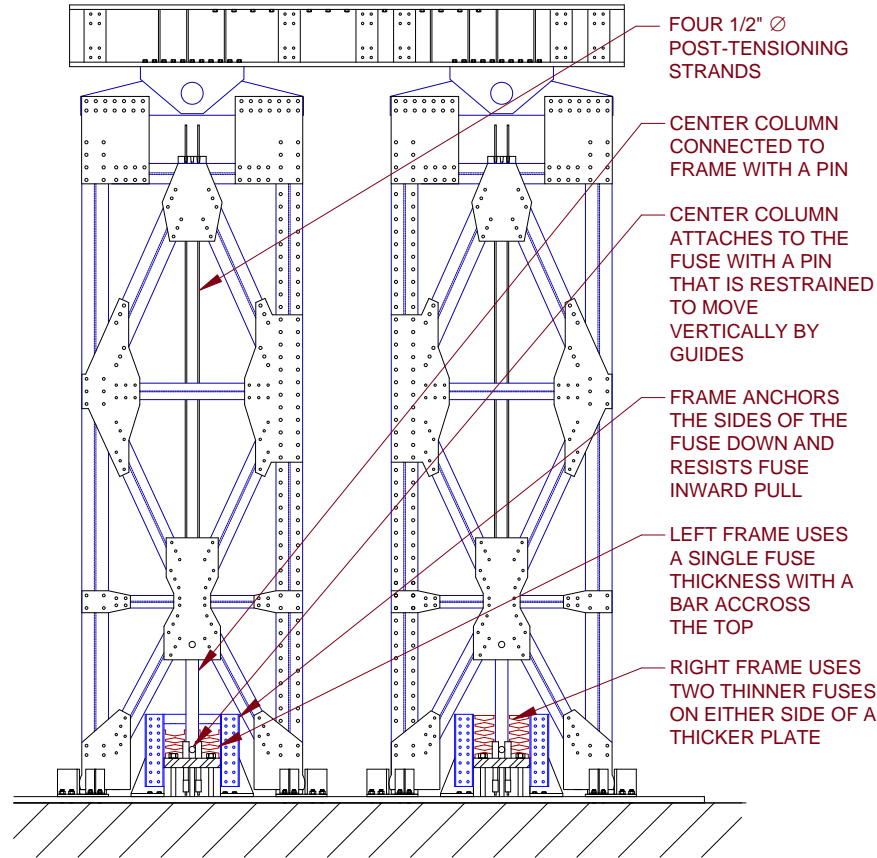 FOUR 1/2" ∅
POST-TENSIONING
STRANDS
CENTER COLUMN
CONNECTED TO
FRAME WITH A PIN
CENTER COLUMN
ATTACHES TO THE
FUSE WITH A PIN
THAT IS RESTRAINED
TO MOVE
VERTICALLY BY
GUIDES
FRAME ANCHORS
THE SIDES OF THE
FUSE DOWN AND
RESISTS FUSE
INWARD PULL
LEFT FRAME USES
A SINGLE FUSE
THICKNESS WITH A
BAR ACCROSS
THE TOP
RIGHT FRAME USES
TWO THINNER FUSES
ON EITHER SIDE OF A
THICKER PLATE